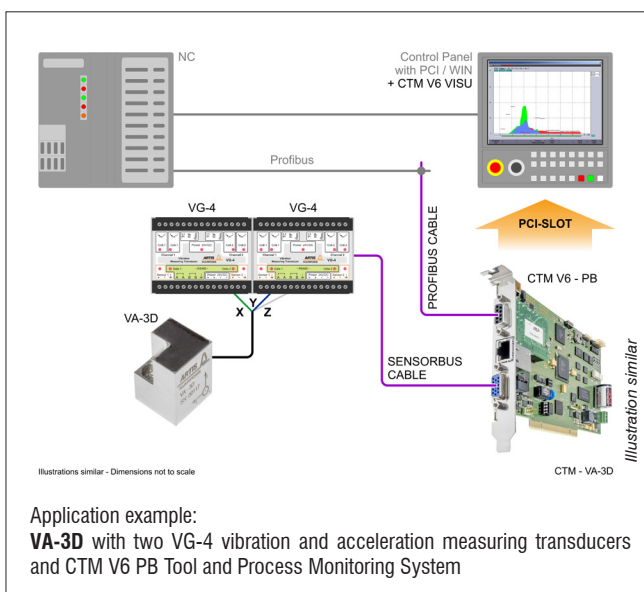 NC
Control Panel
with PCI / WIN
+ CTM V6 VISU
Profibus
VG-4
VG-4
PCI-SLOT
PROFIBUS CABLE
CTM V6 - PB
X
Y
Z
VA-3D
ARTIS
VA - 3D
SENSORBUS
CABLE
Illustration similar
Illustrations similar - Dimensions not to scale
CTM - VA-3D
Application example:
VA-3D with two VG-4 vibration and acceleration measuring transducers
and CTM V6 PB Tool and Process Monitoring System